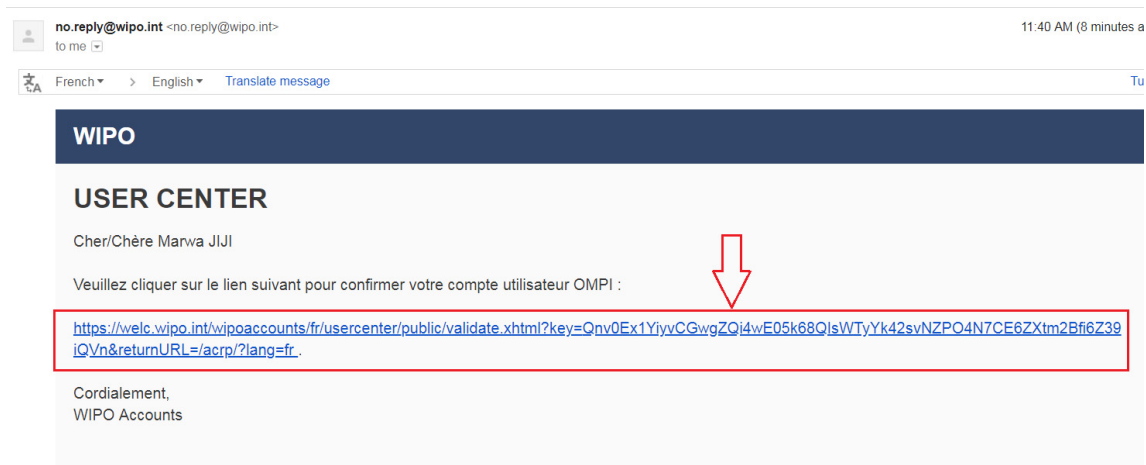 no.reply@wipo.int <no.reply@wipo.int> 11:40 AM (8 minutes a
to me
French > English Translate message Tu
WIPO
USER CENTER
Cher/Chère Marwa JIJI
Veuillez cliquer sur le lien suivant pour confirmer votre compte utilisateur OMPI :
https://welc.wipo.int/wipoaccounts/fr/usercenter/public/validate.xhtml?key=Qnv0Ex1YiyvCGwgZQi4wE05k68QIsWTyYk42svNZPO4N7CE6ZXtm2Bfi6Z39
iQVn&returnURL=/acrp/?lang=fr .
Cordialement,
WIPO Accounts